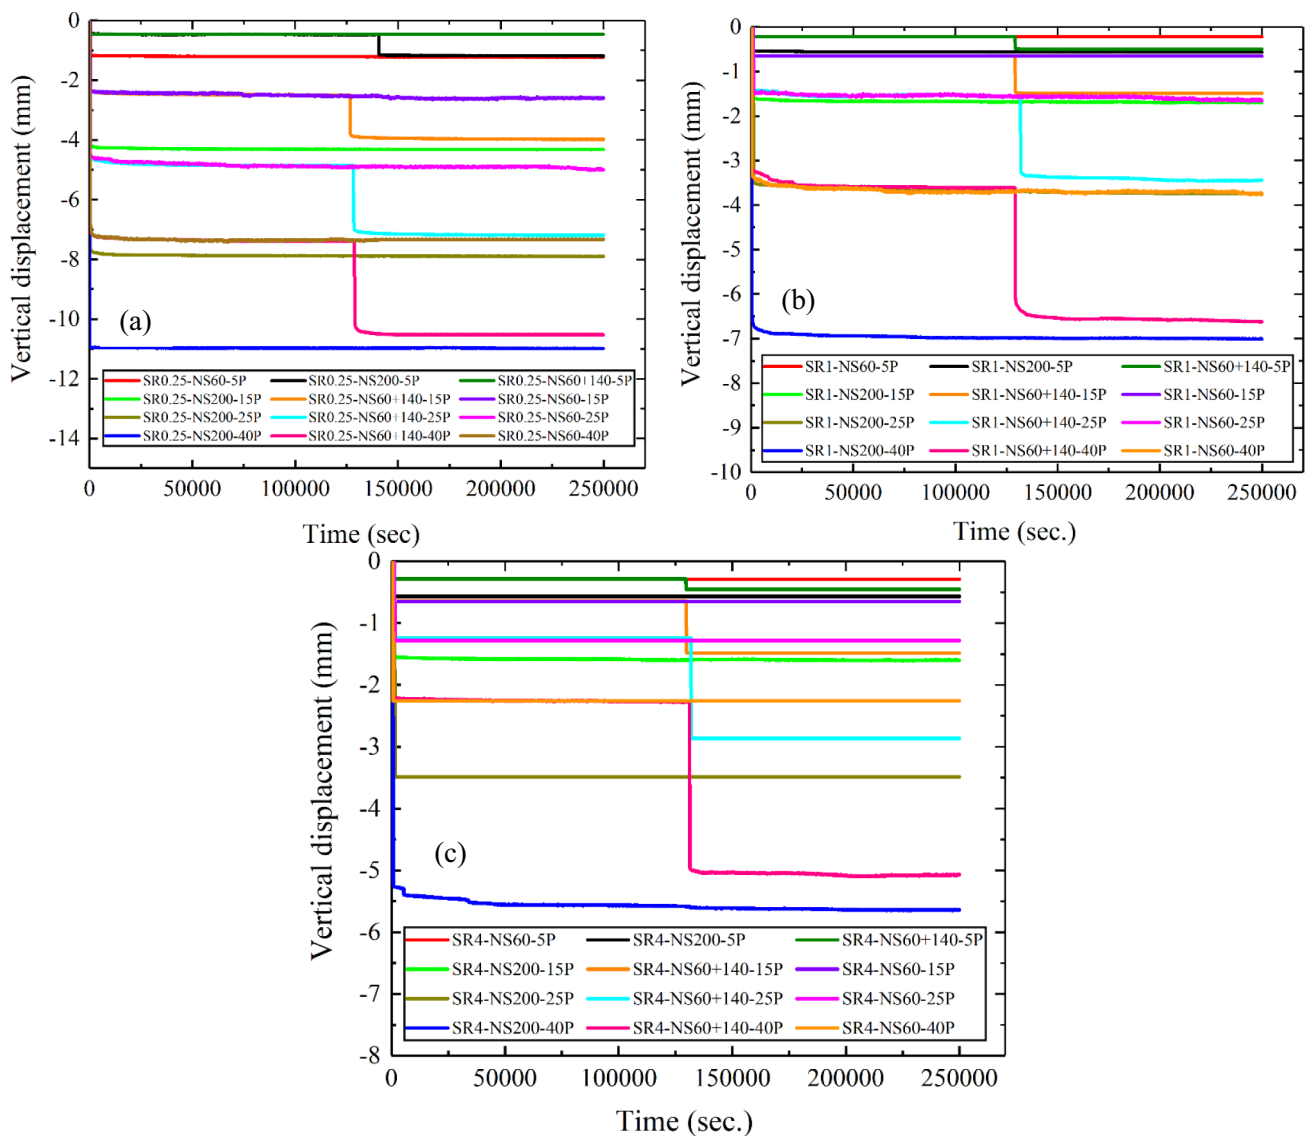 0
-2
-4
-6
-8
-10
-12
-14
Vertical displacement (mm)
(a)
SR0.25-NS60-5P SR0.25-NS200-5P SR0.25-NS60+140-5P
SR0.25-NS200-15P SR0.25-NS60+140-15P SR0.25-NS60-15P
SR0.25-NS200-25P SR0.25-NS60+140-25P SR0.25-NS60-25P
SR0.25-NS200-40P SR0.25-NS60+140-40P SR0.25-NS60-40P
0 50000 100000 150000 200000 250000
Time (sec)
0
-1
-2
-3
-4
-5
-6
-7
-8
-9
-10
Vertical displacement (mm)
(b)
SR1-NS60-5P SR1-NS200-5P SR1-NS60+140-5P
SR1-NS200-15P SR1-NS60+140-15P SR1-NS60-15P
SR1-NS200-25P SR1-NS60+140-25P SR1-NS60-25P
SR1-NS200-40P SR1-NS60+140-40P SR1-NS60-40P
0 50000 100000 150000 200000 250000
Time (sec.)
0
-1
-2
-3
-4
-5
-6
-7
-8
Vertical displacement (mm)
(c)
SR4-NS60-5P SR4-NS200-5P SR4-NS60+140-5P
SR4-NS200-15P SR4-NS60+140-15P SR4-NS60-15P
SR4-NS200-25P SR4-NS60+140-25P SR4-NS60-25P
SR4-NS200-40P SR4-NS60+140-40P SR4-NS60-40P
0 50000 100000 150000 200000 250000
Time (sec.)